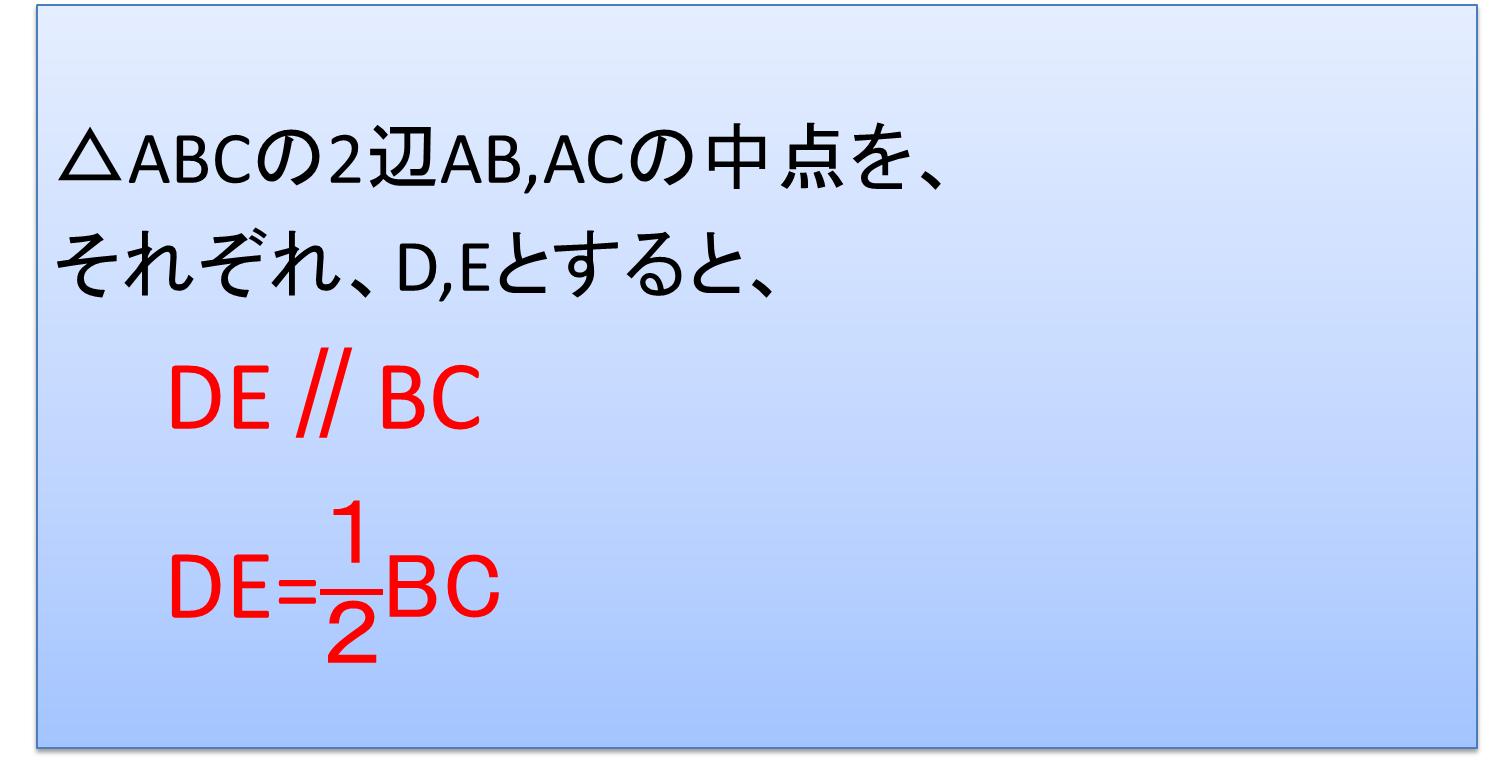 △ABCの2辺AB,ACの中点を、
それぞれ、D,Eとすると、
DE // BC
DE=1/2BC